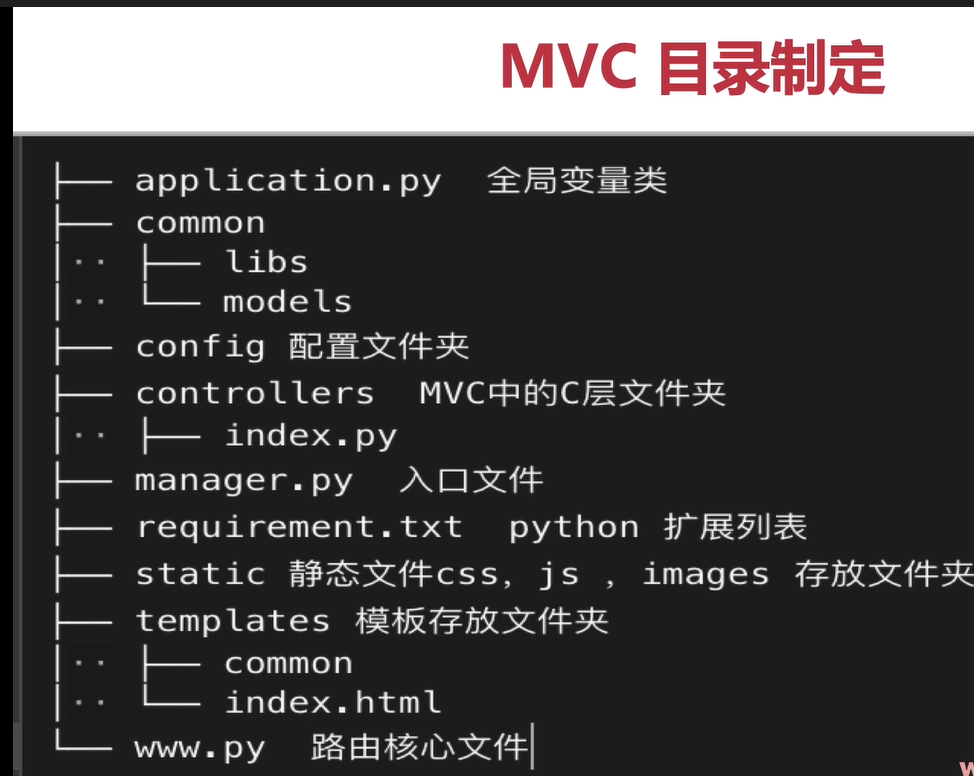 MVC 目录制定
├── application.py 全局变量类
├── common
│·· ├── libs
│·· └── models
├── config 配置文件夹
├── controllers MVC中的C层文件夹
│·· ├── index.py
├── manager.py 入口文件
├── requirement.txt python 扩展列表
├── static 静态文件css, js , images 存放文件夹
├── templates 模板存放文件夹
│·· ├── common
│·· └── index.html
└── www.py 路由核心文件